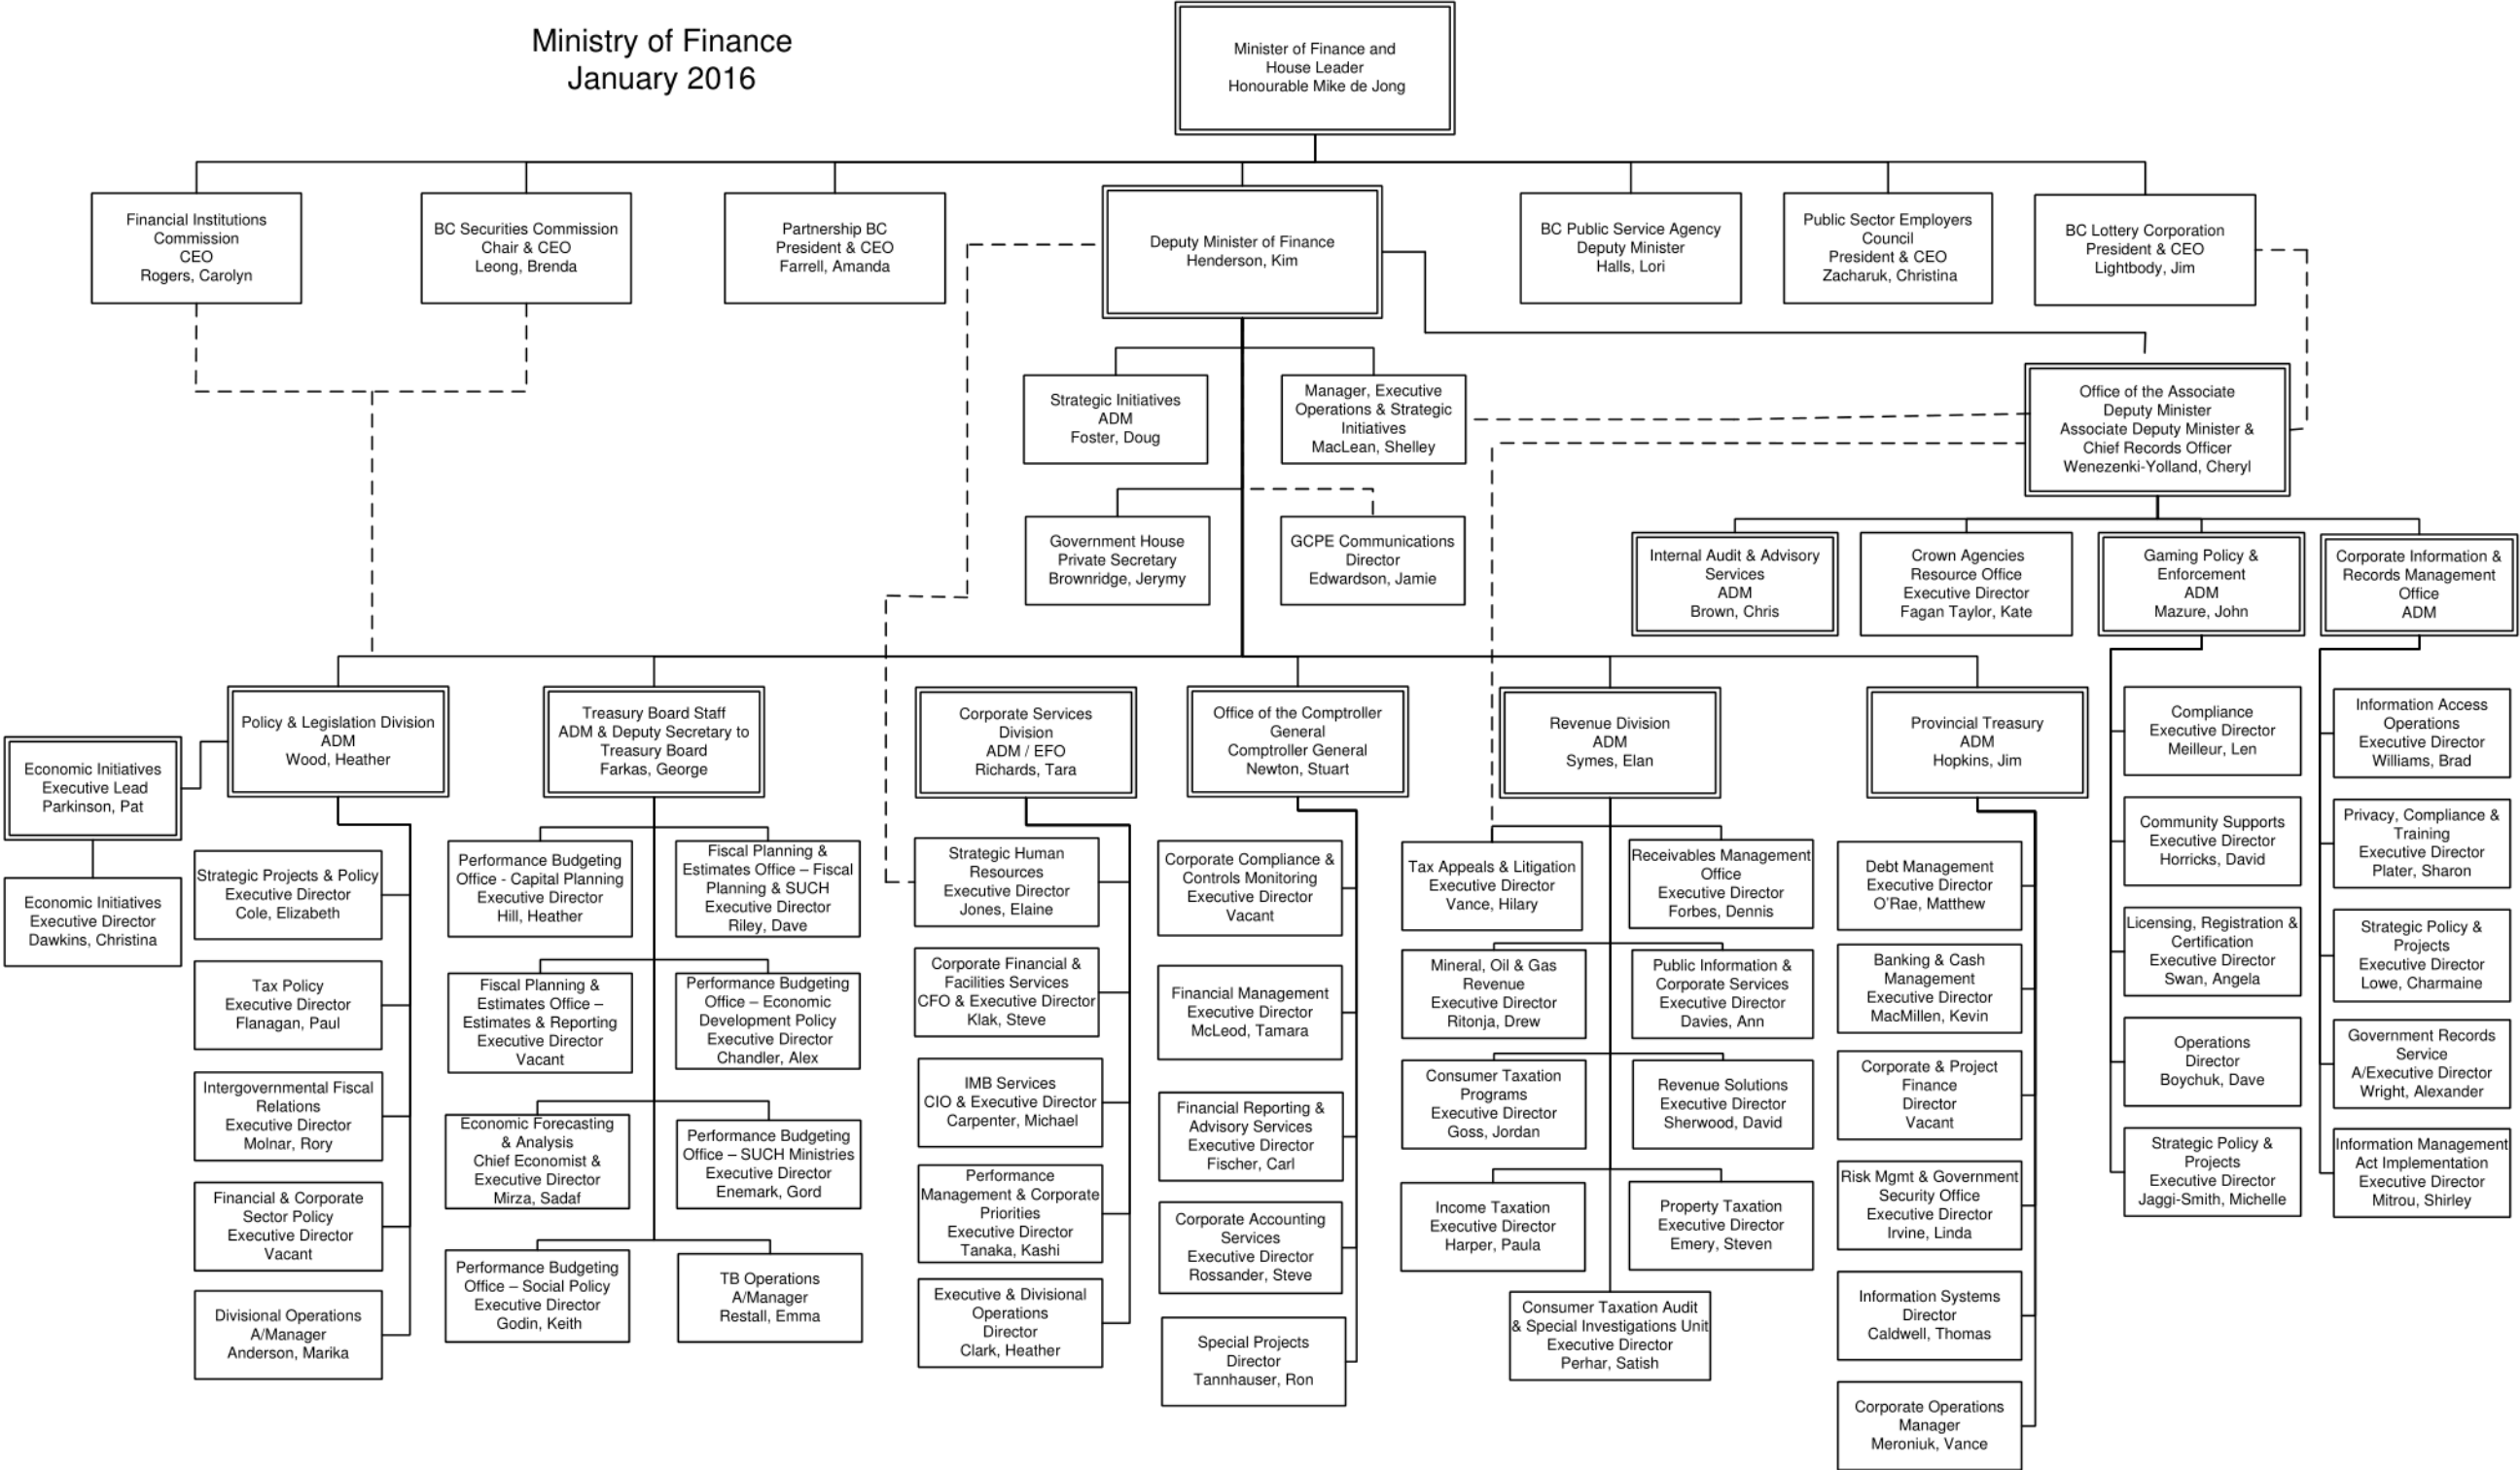 Ministry of Finance
January 2016
Minister of Finance and
House Leader
Honourable Mike de Jong
Financial Institutions
Commission
CEO
Rogers, Carolyn
BC Securities Commission
Chair & CEO
Leong, Brenda
Partnership BC
President & CEO
Farrell, Amanda
Deputy Minister of Finance
Henderson, Kim
BC Public Service Agency
Deputy Minister
Halls, Lori
Public Sector Employers
Council
President & CEO
Zacharuk, Christina
BC Lottery Corporation
President & CEO
Lightbody, Jim
Strategic Initiatives
ADM
Foster, Doug
Manager, Executive
Operations & Strategic
Initiatives
MacLean, Shelley
Office of the Associate
Deputy Minister
Associate Deputy Minister &
Chief Records Officer
Wenezenki-Yolland, Cheryl
Government House
Private Secretary
Brownridge, Jerymy
GCPE Communications
Director
Edwardson, Jamie
Internal Audit & Advisory
Services
ADM
Brown, Chris
Crown Agencies
Resource Office
Executive Director
Fagan Taylor, Kate
Gaming Policy &
Enforcement
ADM
Mazure, John
Corporate Information &
Records Management
Office
ADM
Policy & Legislation Division
ADM
Wood, Heather
Treasury Board Staff
ADM & Deputy Secretary to
Treasury Board
Farkas, George
Corporate Services
Division
ADM / EFO
Richards, Tara
Office of the Comptroller
General
Comptroller General
Newton, Stuart
Revenue Division
ADM
Symes, Elan
Provincial Treasury
ADM
Hopkins, Jim
Economic Initiatives
Executive Lead
Parkinson, Pat
Economic Initiatives
Executive Director
Dawkins, Christina
Strategic Projects & Policy
Executive Director
Cole, Elizabeth
Tax Policy
Executive Director
Flanagan, Paul
Intergovernmental Fiscal
Relations
Executive Director
Molnar, Rory
Financial & Corporate
Sector Policy
Executive Director
Vacant
Divisional Operations
A/Manager
Anderson, Marika
Performance Budgeting
Office - Capital Planning
Executive Director
Hill, Heather
Fiscal Planning &
Estimates Office – Fiscal
Planning & SUCH
Executive Director
Riley, Dave
Fiscal Planning &
Estimates Office –
Estimates & Reporting
Executive Director
Vacant
Performance Budgeting
Office – Economic
Development Policy
Executive Director
Chandler, Alex
Economic Forecasting
& Analysis
Chief Economist &
Executive Director
Mirza, Sadaf
Performance Budgeting
Office – SUCH Ministries
Executive Director
Enemark, Gord
Performance Budgeting
Office – Social Policy
Executive Director
Godin, Keith
TB Operations
A/Manager
Restall, Emma
Strategic Human
Resources
Executive Director
Jones, Elaine
Corporate Financial &
Facilities Services
CFO & Executive Director
Klak, Steve
IMB Services
CIO & Executive Director
Carpenter, Michael
Performance
Management & Corporate
Priorities
Executive Director
Tanaka, Kashi
Executive & Divisional
Operations
Director
Clark, Heather
Corporate Compliance &
Controls Monitoring
Executive Director
Vacant
Financial Management
Executive Director
McLeod, Tamara
Financial Reporting &
Advisory Services
Executive Director
Fischer, Carl
Corporate Accounting
Services
Executive Director
Rossander, Steve
Special Projects
Director
Tannhauser, Ron
Tax Appeals & Litigation
Executive Director
Vance, Hilary
Receivables Management
Office
Executive Director
Forbes, Dennis
Mineral, Oil & Gas
Revenue
Executive Director
Ritonja, Drew
Public Information &
Corporate Services
Executive Director
Davies, Ann
Consumer Taxation
Programs
Executive Director
Goss, Jordan
Revenue Solutions
Executive Director
Sherwood, David
Income Taxation
Executive Director
Harper, Paula
Property Taxation
Executive Director
Emery, Steven
Consumer Taxation Audit
& Special Investigations Unit
Executive Director
Perhar, Satish
Debt Management
Executive Director
O'Rae, Matthew
Banking & Cash
Management
Executive Director
MacMillen, Kevin
Corporate & Project
Finance
Director
Vacant
Risk Mgmt & Government
Security Office
Executive Director
Irvine, Linda
Information Systems
Director
Caldwell, Thomas
Corporate Operations
Manager
Meroniuk, Vance
Compliance
Executive Director
Meilleur, Len
Community Supports
Executive Director
Horricks, David
Licensing, Registration &
Certification
Executive Director
Swan, Angela
Operations
Director
Boychuk, Dave
Strategic Policy &
Projects
Executive Director
Jaggi-Smith, Michelle
Information Access
Operations
Executive Director
Williams, Brad
Privacy, Compliance &
Training
Executive Director
Plater, Sharon
Strategic Policy &
Projects
Executive Director
Lowe, Charmaine
Government Records
Service
A/Executive Director
Wright, Alexander
Information Management
Act Implementation
Executive Director
Mitrou, Shirley